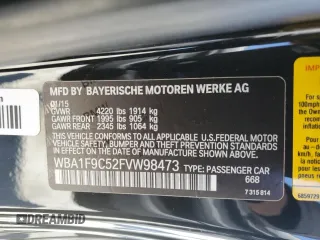 MFD BY BAYERISCHE MOTOREN WERKE AG
01/15
GVWR 4220 lbs 1914 kg
GAWR FRONT 1995 lbs 905 kg
GAWR REAR 2345 lbs 1064 kg
THIS VEHICLE CONFORMS TO ALL APPLICABLE U.S. FEDERAL MOTOR VEHICLE SAFETY, BUMPER, AND THEFT PREVENTION STANDARDS IN EFFECT ON THE DATE OF MANUFACTURE SHOWN ABOVE.
WBA1F9C52FVW98473 TYPE: PASSENGER CAR
668
7 315 814
100mph
6859729
DREAMBID